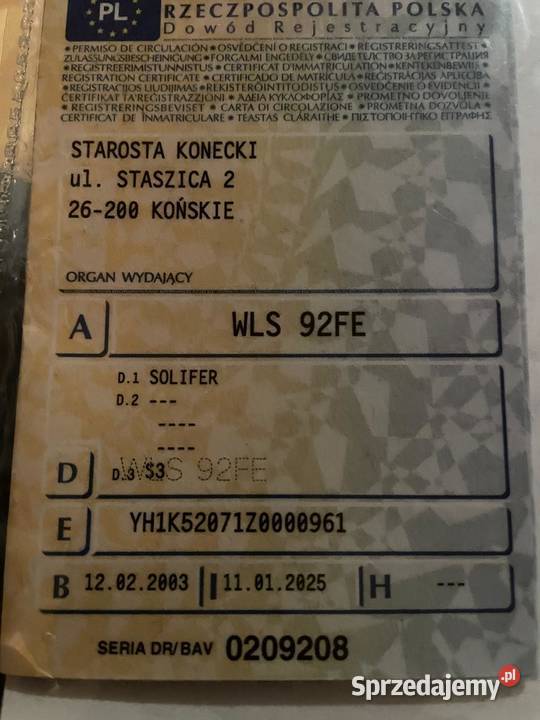 PL
RZECZPOSPOLITA POLSKA
Dowód Rejestracyjny
• PERMISO DE CIRCULACIÓN • OSVĚDČENÍ O REGISTRACI • REGISTRERINGSATTEST •
ZULASSUNGSBESCHEINIGUNG • FORGALMI ENGEDÉLY • СВИДЕТЕЛСТВО ЗА РЕГИСТРАЦИЯ
• REGISTREERIMISTUNNISTUS • CERTIFICAT D'IMMATRICULATION • KENTEKENBEWIJS
REGISTRATION CERTIFICATE • CERTIFICADO DE MATRÍCULA • REĢISTRĀCIJAS APLIECĪBA
• REGISTRACIJOS LIUDIJIMAS • REKISTERÖINTITODISTUS • OSVEDČENIE O EVIDENCII •
ĊERTIFIKAT TA'REĠISTRAZZJONI • ΑΔΕΙΑ ΚΥΚΛΟΦΟΡΙΑΣ • PROMETNO DOVOLJENJE
• REGISTRERINGSBEVISET • CARTA DI CIRCOLAZIONE • PROMETNA DOZVOLA •
CERTIFICAT DE ÎNMATRICULARE • TEASTAS CLÁRAITHE • ΠΙΣΤΟΠΟΙΗΤΙΚΟ ΕΓΓΡΑΦΗΣ
STAROSTA KONECKI
ul. STASZICA 2
26-200 KOŃSKIE
ORGAN WYDAJĄCY
A WLS 92FE
D.1 SOLIFER
D.2 ---
----
----
D D.3 S3
WLS 92FE
E YH1K52071Z0000961
B 12.02.2003 I 11.01.2025 H ---
SERIA DR/BAV 0209208
Sprzedajemy.pl